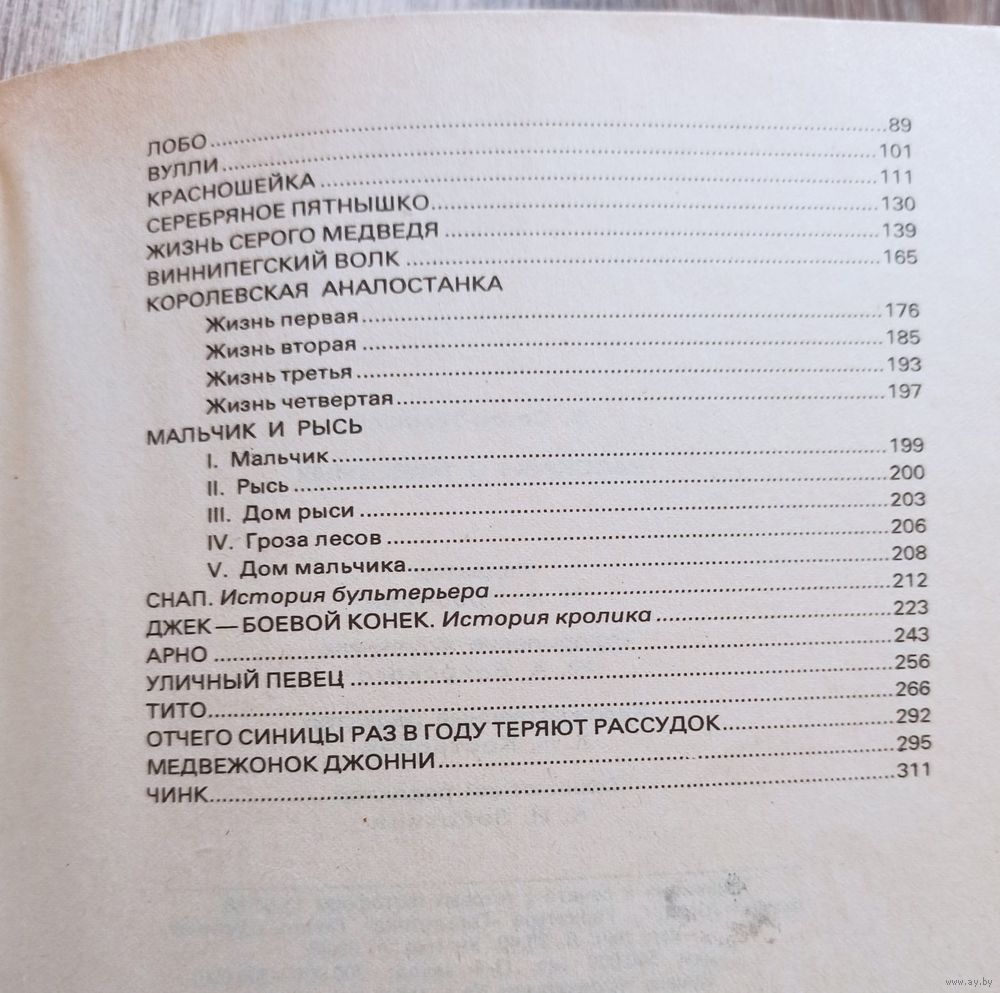 ЛОБО 89
ВУЛЛИ 101
КРАСНОШЕЙКА 111
СЕРЕБРЯНОЕ ПЯТНЫШКО 130
ЖИЗНЬ СЕРОГО МЕДВЕДЯ 139
ВИННИПЕГСКИЙ ВОЛК 165
КОРОЛЕВСКАЯ АНАЛОСТАНКА
Жизнь первая 176
Жизнь вторая 185
Жизнь третья 193
Жизнь четвертая 197
МАЛЬЧИК И РЫСЬ
I. Мальчик 199
II. Рысь 200
III. Дом рыси 203
IV. Гроза лесов 206
V. Дом мальчика 208
СНАП. История бультерьера 212
ДЖЕК — БОЕВОЙ КОНЕК. История кролика 223
АРНО 243
УЛИЧНЫЙ ПЕВЕЦ 256
ТИТО 266
ОТЧЕГО СИНИЦЫ РАЗ В ГОДУ ТЕРЯЮТ РАССУДОК 292
МЕДВЕЖОНОК ДЖОННИ 295
ЧИНК 311
www.ay.by